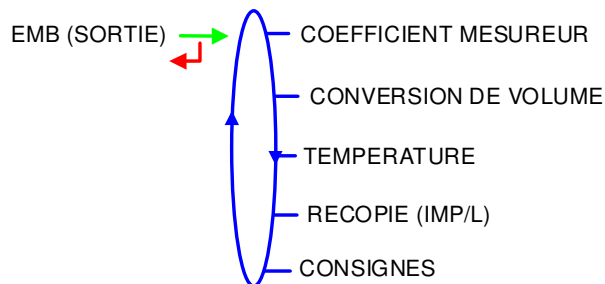 EMB (SORTIE)
COEFFICIENT MESUREUR
CONVERSION DE VOLUME
TEMPERATURE
RECOPIE (IMP/L)
CONSIGNES